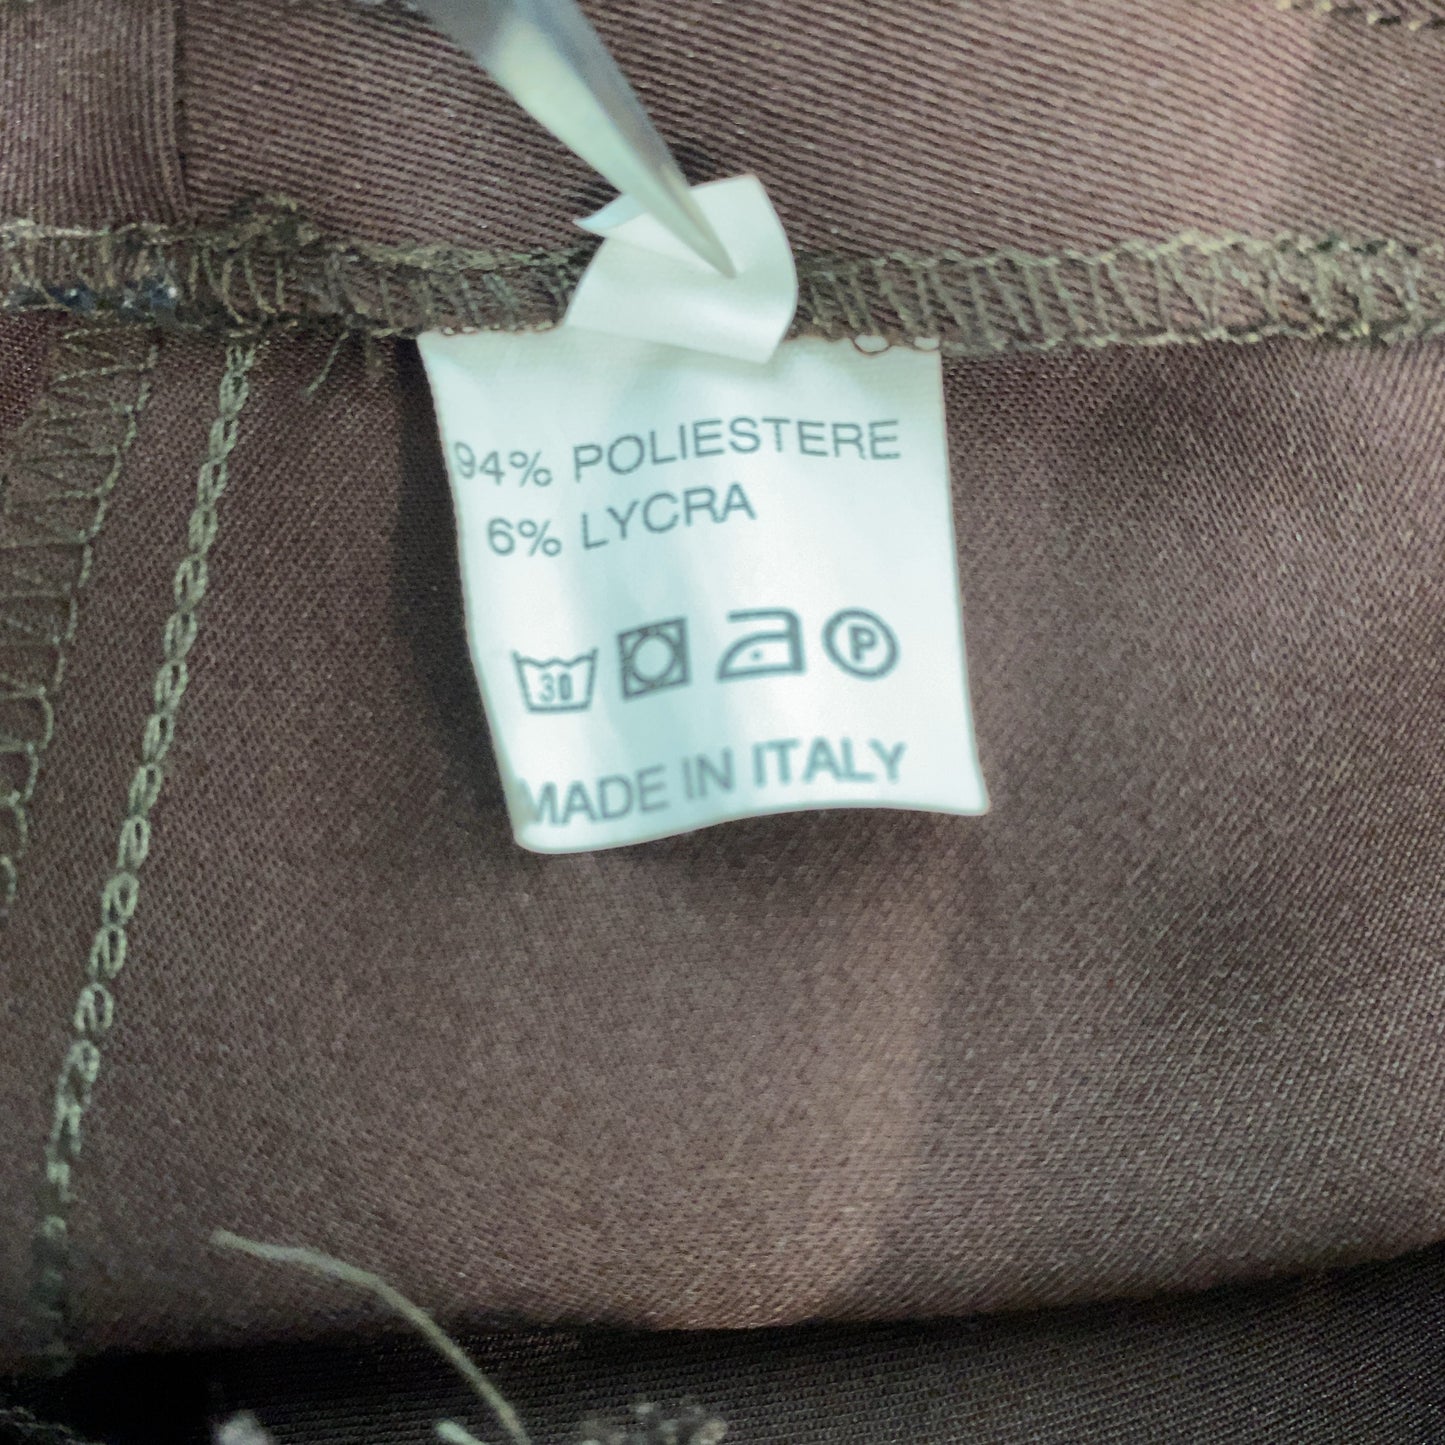 94% POLIESTERE
6% LYCRA
30 P
MADE IN ITALY